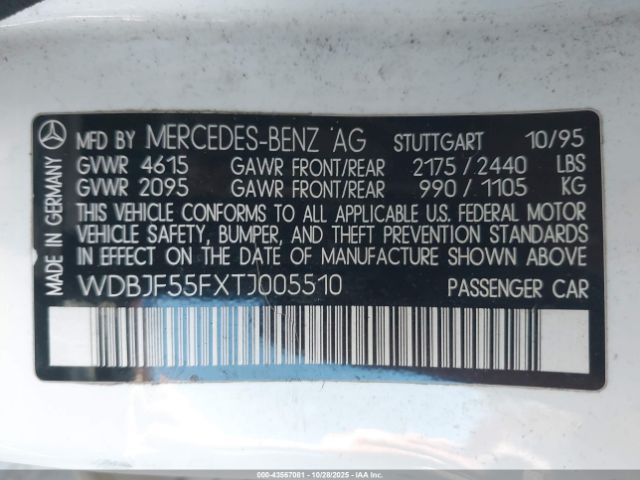 MADE IN GERMANY
MFD BY MERCEDES-BENZ AG STUTTGART 10/95
GVWR 4615 GAWR FRONT/REAR 2175/2440 LBS
GVWR 2095 GAWR FRONT/REAR 990/1105 KG
THIS VEHICLE CONFORMS TO ALL APPLICABLE U.S. FEDERAL MOTOR
VEHICLE SAFETY, BUMPER, AND THEFT PREVENTION STANDARDS
IN EFFECT ON THE DATE OF MANUFACTURE SHOWN ABOVE
WDBJF55FXTJ005510 PASSENGER CAR
000-43567081 | 10/28/2025 | IAAI.COM